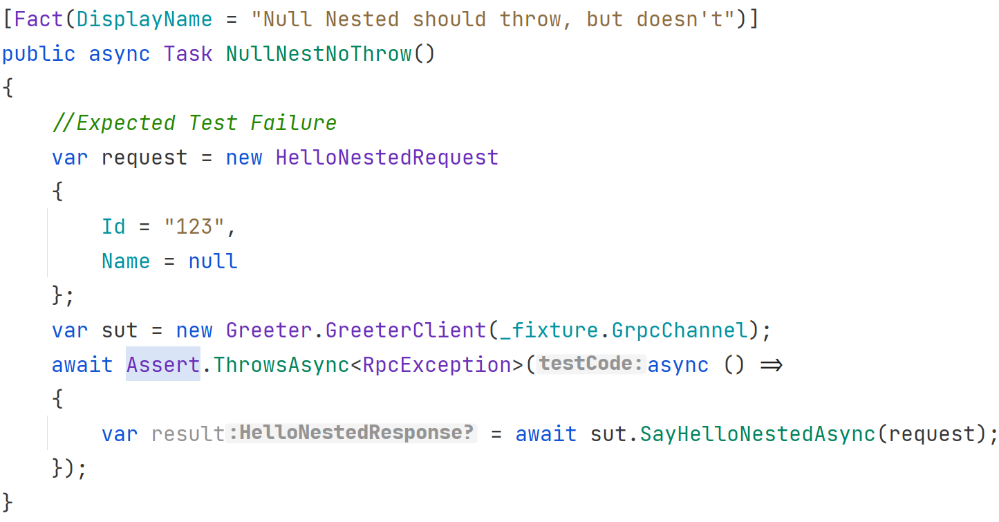 [Fact(DisplayName = "Null Nested should throw, but doesn't")]
public async Task NullNestNoThrow()
{
    //Expected Test Failure
    var request = new HelloNestedRequest
    {
        Id = "123",
        Name = null
    };
    var sut = new Greeter.GreeterClient(_fixture.GrpcChannel);
    await Assert.ThrowsAsync<RpcException>(testCode:async () =>
    {
        var result:HelloNestedResponse? = await sut.SayHelloNestedAsync(request);
    });
}